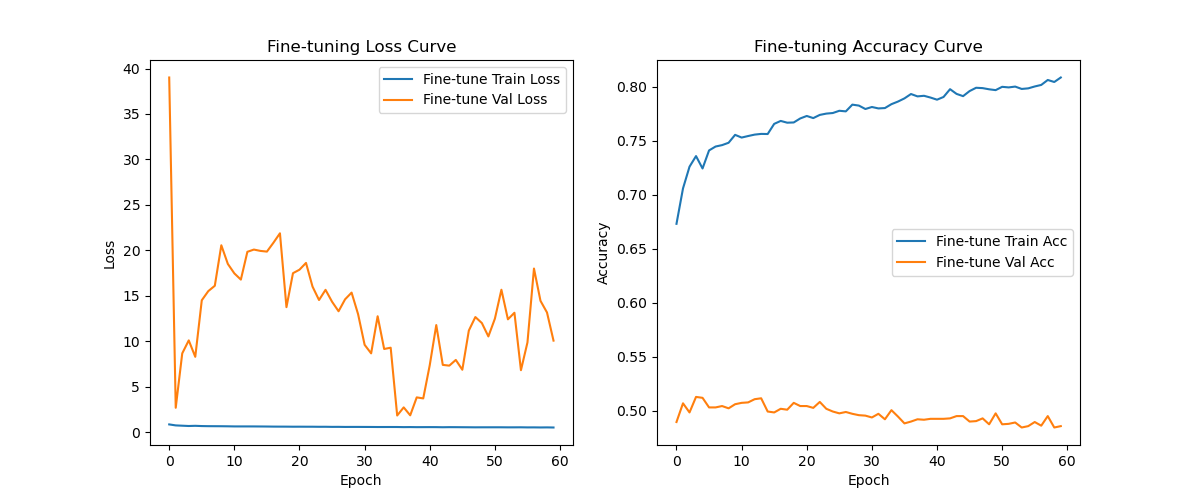 Fine-tuning Loss Curve
40
35
30
25
20
15
10
5
0
Loss
Fine-tune Train Loss
Fine-tune Val Loss
0 10 20 30 40 50 60
Epoch
Fine-tuning Accuracy Curve
0.80
0.75
0.70
0.65
0.60
0.55
0.50
Accuracy
Fine-tune Train Acc
Fine-tune Val Acc
0 10 20 30 40 50 60
Epoch